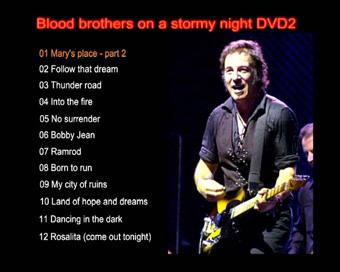 Blood brothers on a stormy night DVD2
01 Mary's place - part 2
02 Follow that dream
03 Thunder road
04 Into the fire
05 No surrender
06 Bobby Jean
07 Ramrod
08 Born to run
09 My city of ruins
10 Land of hope and dreams
11 Dancing in the dark
12 Rosalita (come out tonight)